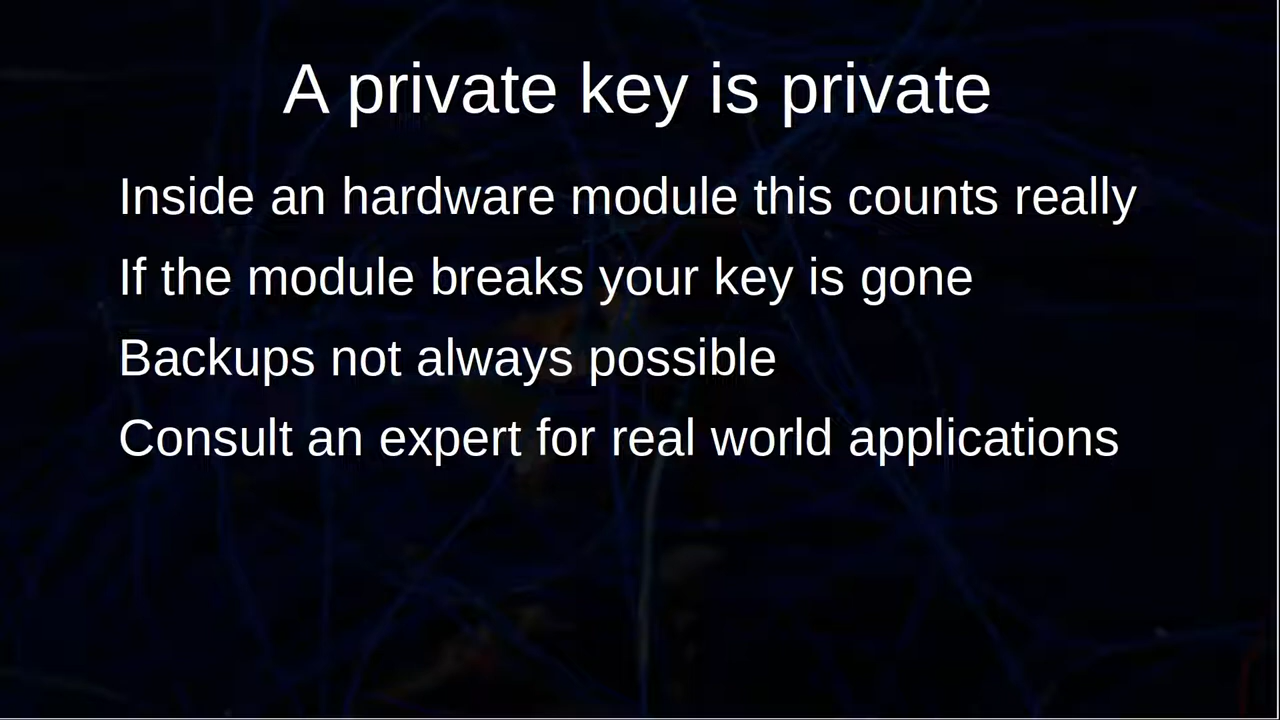 A private key is private
Inside an hardware module this counts really
If the module breaks your key is gone
Backups not always possible
Consult an expert for real world applications